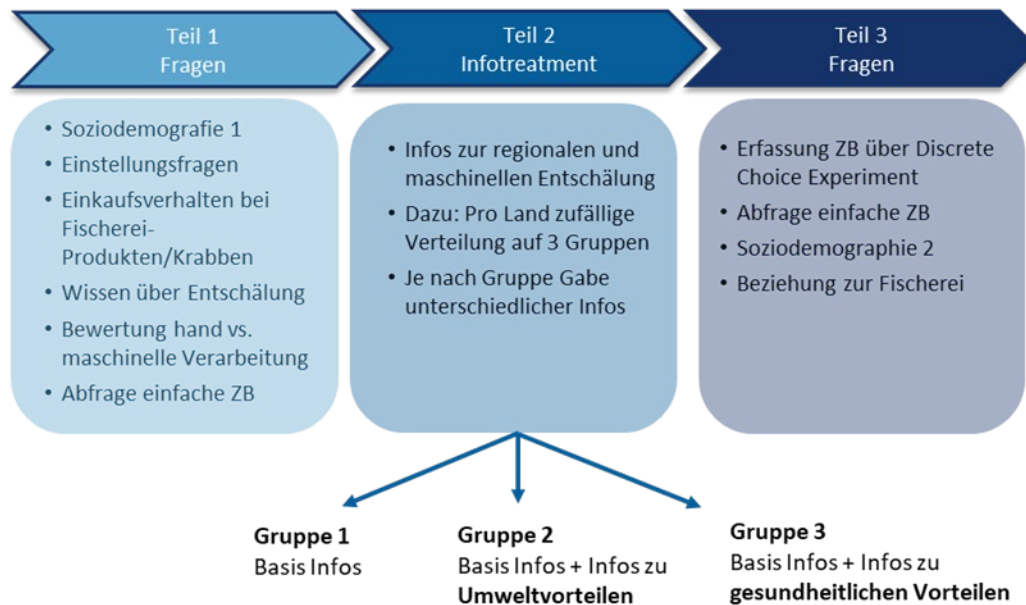 Teil 1
Fragen
Teil 2
Infotreatment
Teil 3
Fragen
• Soziodemografie 1
• Einstellungsfragen
• Einkaufsverhalten bei
Fischerei-
Produkten/Krabben
• Wissen über Entschälung
• Bewertung hand vs.
maschinelle Verarbeitung
• Abfrage einfache ZB
• Infos zur regionalen und
maschinellen Entschälung
• Dazu: Pro Land zufällige
Verteilung auf 3 Gruppen
• Je nach Gruppe Gabe
unterschiedlicher Infos
• Erfassung ZB über Discrete
Choice Experiment
• Abfrage einfache ZB
• Soziodemographie 2
• Beziehung zur Fischerei
Gruppe 1
Basis Infos
Gruppe 2
Basis Infos + Infos zu
Umweltvorteilen
Gruppe 3
Basis Infos + Infos zu
gesundheitlichen Vorteilen